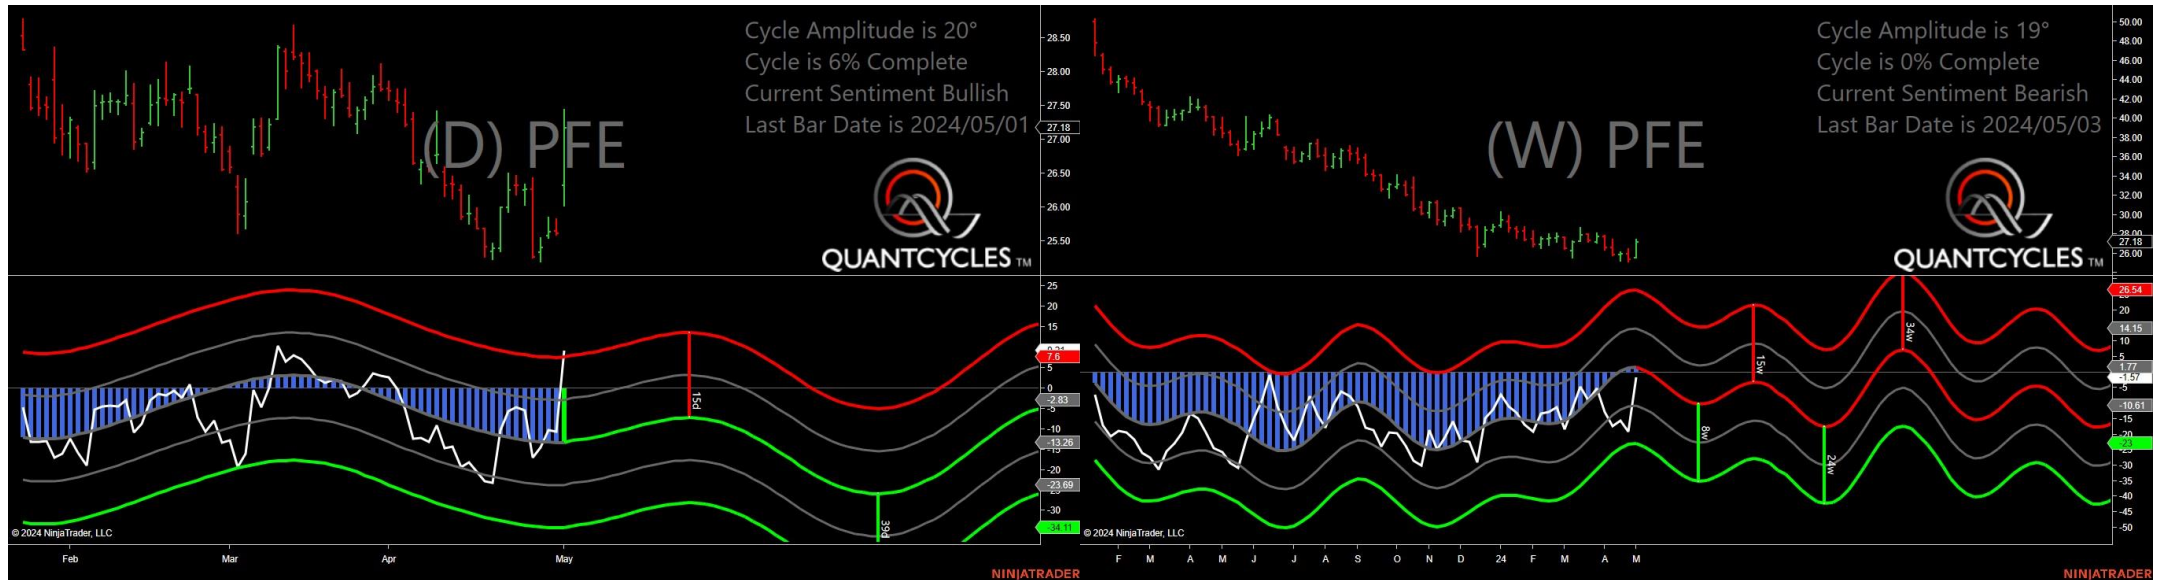 Cycle Amplitude is 20°
Cycle is 6% Complete
Current Sentiment Bullish
Last Bar Date is 2024/05/01
(D) PFE
QUANTCYCLES TM
28.50
28.00
27.50
27.18
27.00
26.50
26.00
25.50
25
20
15
7.6
5
0
-2.83
-5
-10
-13.26
-15
-20
-23.69
-30
-34.11
15d
39d
© 2024 NinjaTrader, LLC
Feb
Mar
Apr
May
NINJATRADER
Cycle Amplitude is 19°
Cycle is 0% Complete
Current Sentiment Bearish
Last Bar Date is 2024/05/03
(W) PFE
QUANTCYCLES TM
50.00
48.00
46.00
44.00
42.00
40.00
38.00
36.00
34.00
32.00
30.00
28.00
27.18
26.00
26.54
20
14.15
10
5
1.77
-1.57
-5
-10.61
-15
-20
-23
-25
-30
-35
-40
-45
-50
8w
15w
24w
34w
© 2024 NinjaTrader, LLC
F M A M J J A S O N D 24 F M A M
NINJATRADER